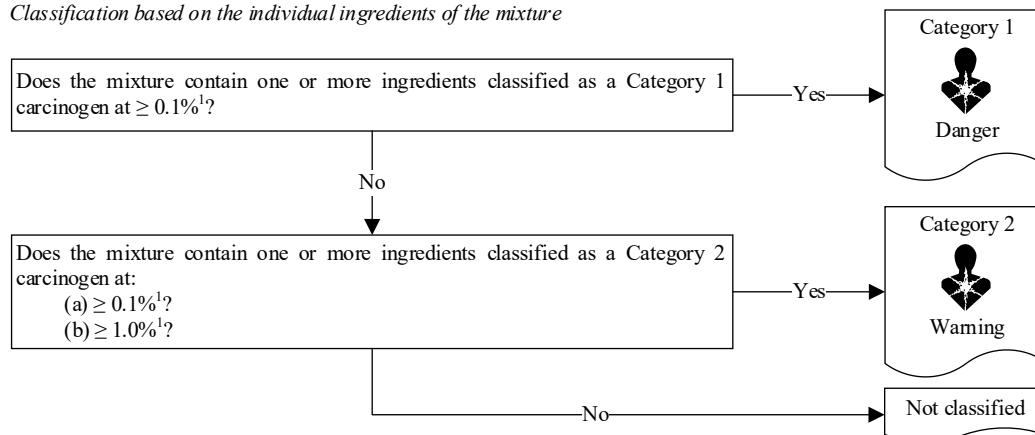 Classification based on the individual ingredients of the mixture
Category 1
Does the mixture contain one or more ingredients classified as a Category 1
carcinogen at ≥ 0.1%¹?
Yes
Danger
No
Category 2
Does the mixture contain one or more ingredients classified as a Category 2
carcinogen at:
(a) ≥ 0.1%¹?
(b) ≥ 1.0%¹?
Yes
Warning
No
Not classified